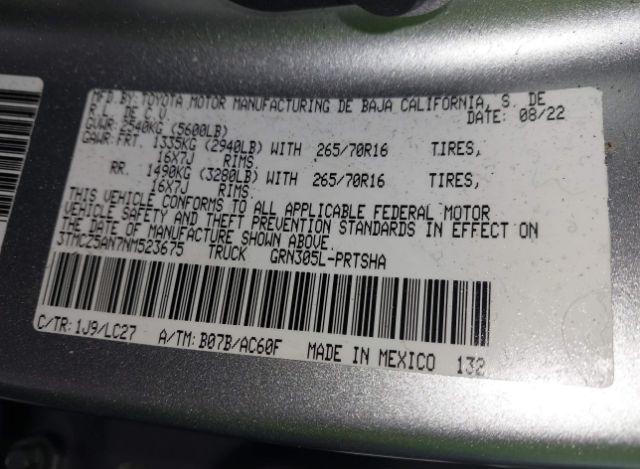 MFD.BY:TOYOTA MOTOR MANUFACTURING DE BAJA CALIFORNIA, S. DE
R.L. DE C.V. DATE: 08/22
GVWR 2540KG (5600LB)
GAWR:FRT. 1335KG (2940LB) WITH 265/70R16 TIRES,
16X7J RIMS
RR. 1490KG (3280LB) WITH 265/70R16 TIRES,
16X7J RIMS
THIS VEHICLE CONFORMS TO ALL APPLICABLE FEDERAL MOTOR
VEHICLE SAFETY AND THEFT PREVENTION STANDARDS IN EFFECT ON
THE DATE OF MANUFACTURE SHOWN ABOVE.
3TMCZ5AN7NM523675 TRUCK GRN305L-PRTSHA
C/TR:1J9/LC27 A/TM:B07B/AC60F MADE IN MEXICO 132